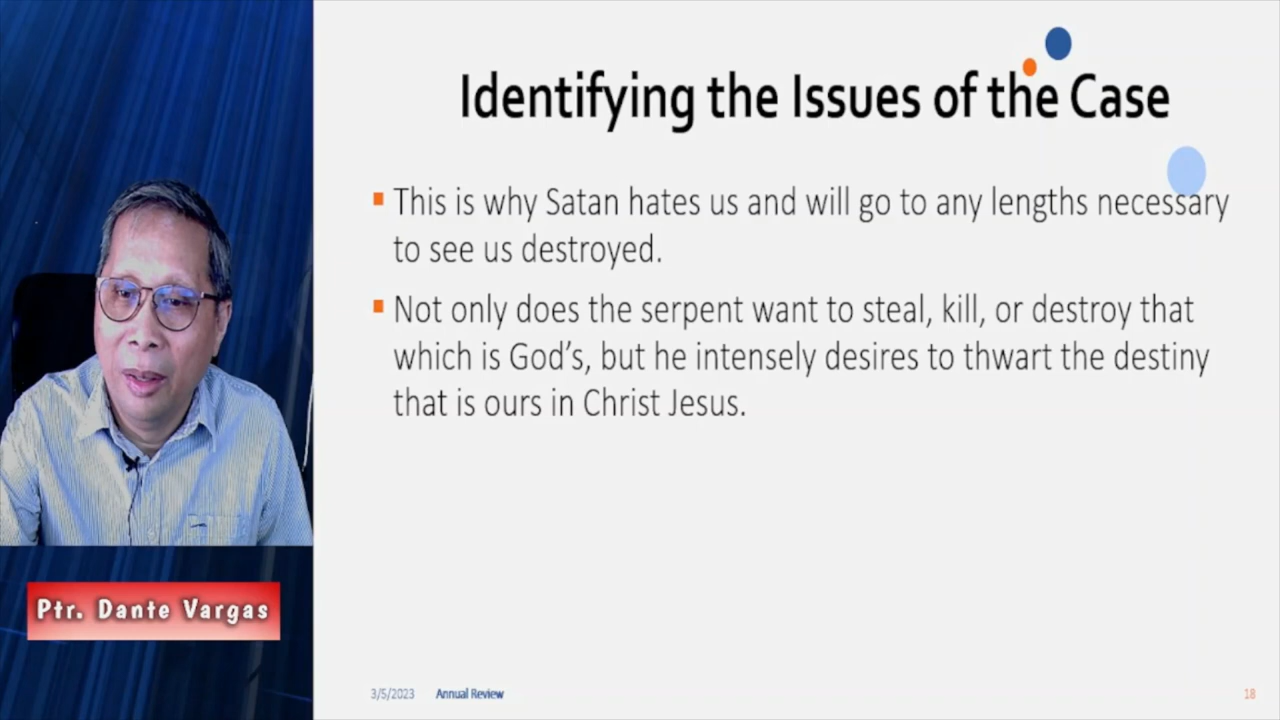 Identifying the Issues of the Case
This is why Satan hates us and will go to any lengths necessary
to see us destroyed.
Not only does the serpent want to steal, kill, or destroy that
which is God’s, but he intensely desires to thwart the destiny
that is ours in Christ Jesus.
Ptr. Dante Vargas
3/5/2023 Annual Review 18